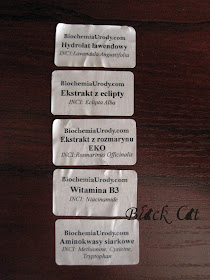 BiochemiaUrody.com
Hydrolat lawendowy
INCI: Lavandula Angustifolia
BiochemiaUrody.com
Ekstrakt z eclipty
INCI: Eclipta Alba
BiochemiaUrody.com
Ekstrakt z rozmarynu
EKO
INCI: Rosmarinus Officinalis
BiochemiaUrody.com
Witamina B3
INCI: Niacinamide
Black Cat
BiochemiaUrody.com
Aminokwasy siarkowe
INCI: Methionine, Cysteine,
Tryptophan